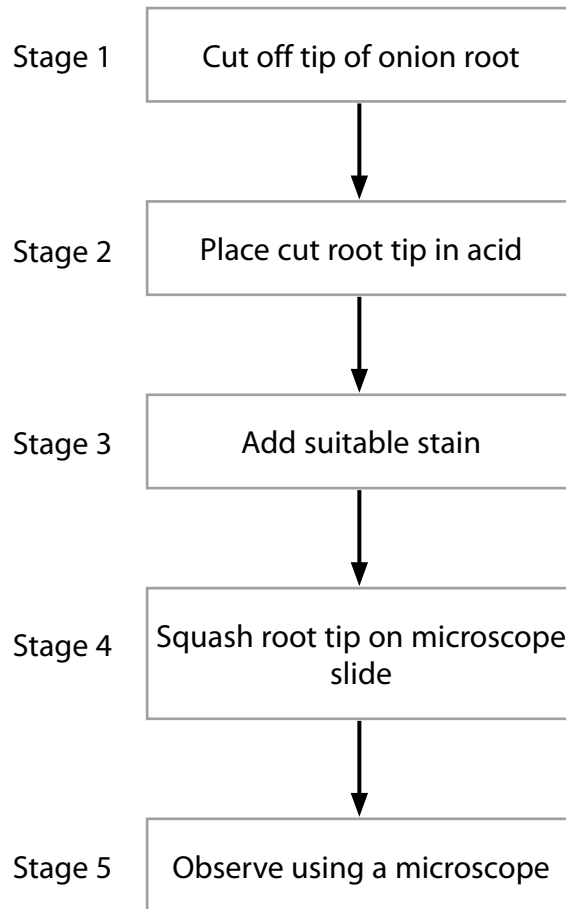 Stage 1
Cut off tip of onion root
Stage 2
Place cut root tip in acid
Stage 3
Add suitable stain
Stage 4
Squash root tip on microscope
slide
Stage 5
Observe using a microscope